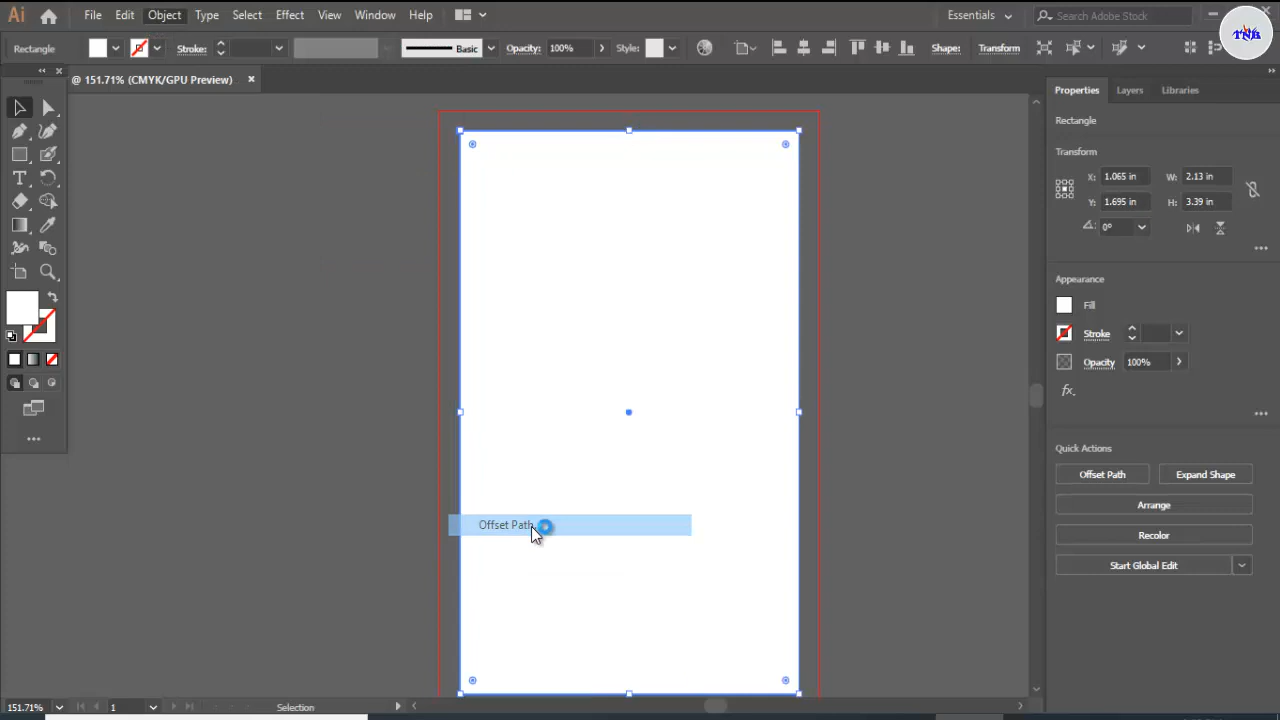 Ai File Edit Object Type Select Effect View Window Help Essentials Search Adobe Stock
TNB
Rectangle Stroke: Basic Opacity: 100% Style: Shape: Transform
@ 151.71% (CMYK/GPU Preview)
Properties Layers Libraries
Rectangle
Transform
X: 1.065 in W: 2.13 in
Y: 1.695 in H: 3.39 in
0°
Appearance
Fill
Stroke
Opacity 100%
fx.
Quick Actions
Offset Path Expand Shape
Arrange
Offset Path
Recolor
Start Global Edit
151.71% 1 Selection